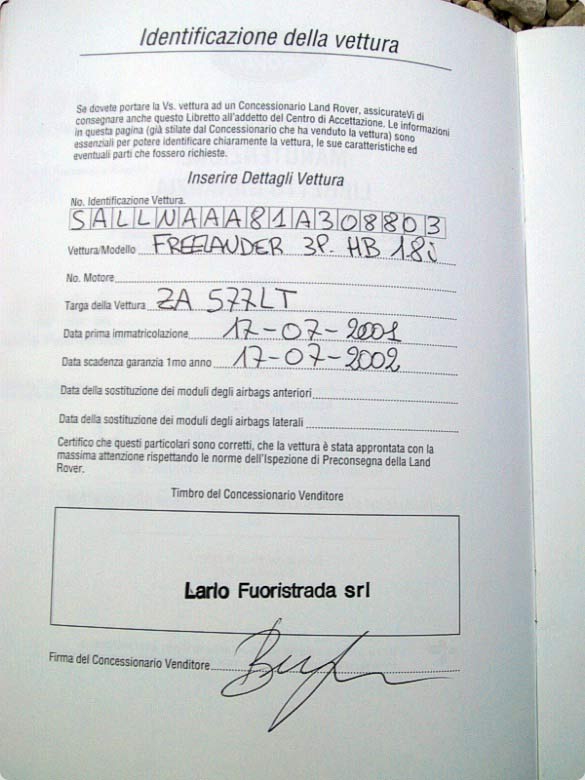 Identificazione della vettura
Se dovete portare la Vs. vettura ad un Concessionario Land Rover, assicurateVi di
consegnare anche questo Libretto all'addetto del Centro di Accettazione. Le informazioni
in questa pagina (già stilate dal Concessionario che ha venduto la vettura) sono
essenziali per potere identificare chiaramente la vettura, le sue caratteristiche ed
eventuali parti che fossero richieste.
Inserire Dettagli Vettura
No. Identificazione Vettura.
SALLNAAA81A308803
Vettura/Modello FREELANDER 3P. HB 1.8i
No. Motore
Targa della Vettura ZA 577LT
Data prima immatricolazione 17-07-2001
Data scadenza garanzia 1mo anno 17-07-2002
Data della sostituzione dei moduli degli airbags anteriori
Data della sostituzione dei moduli degli airbags laterali
Certifico che questi particolari sono corretti, che la vettura è stata approntata con la
massima attenzione rispettando le norme dell'Ispezione di Preconsegna della Land
Rover.
Timbro del Concessionario Venditore
Lario Fuoristrada srl
Firma del Concessionario Venditore